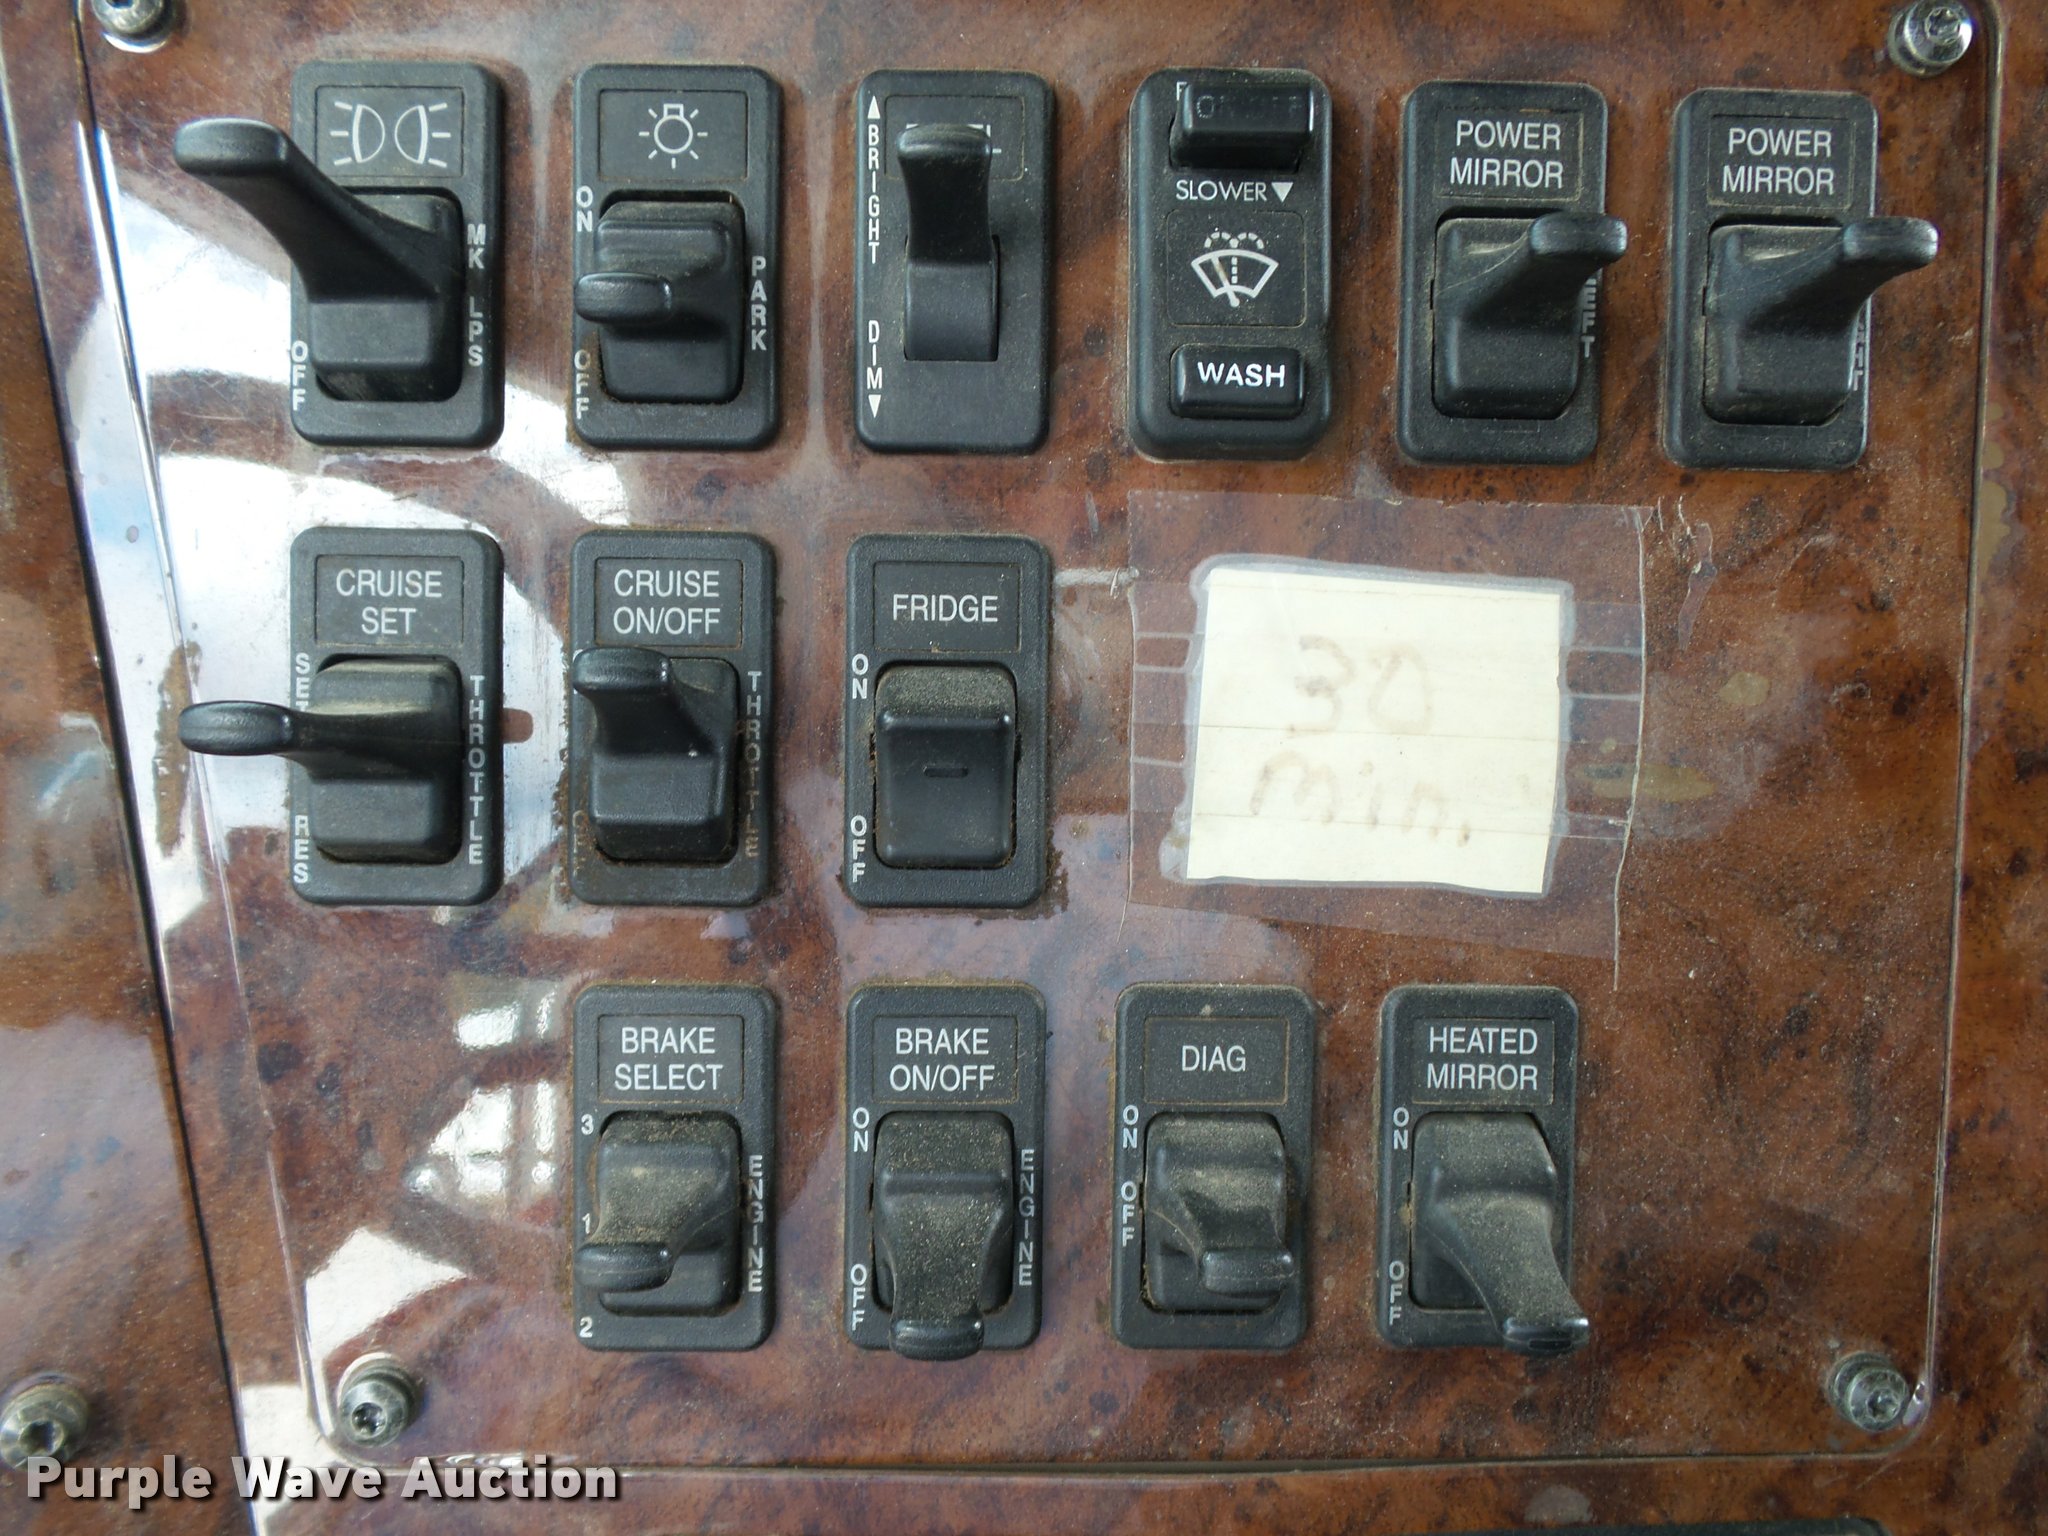 MK LPS
OFF
ON
PARK
OFF
BRIGHT
DIM
SLOWER
WASH
POWER
MIRROR
POWER
MIRROR
CRUISE
SET
RES
THROTTLE
CRUISE
ON/OFF
THROTTLE
FRIDGE
ON
OFF
30
min.
BRAKE
SELECT
3
1
2
ENGINE
BRAKE
ON/OFF
ON
OFF
ENGINE
DIAG
ON
OFF
HEATED
MIRROR
ON
OFF
Purple Wave Auction